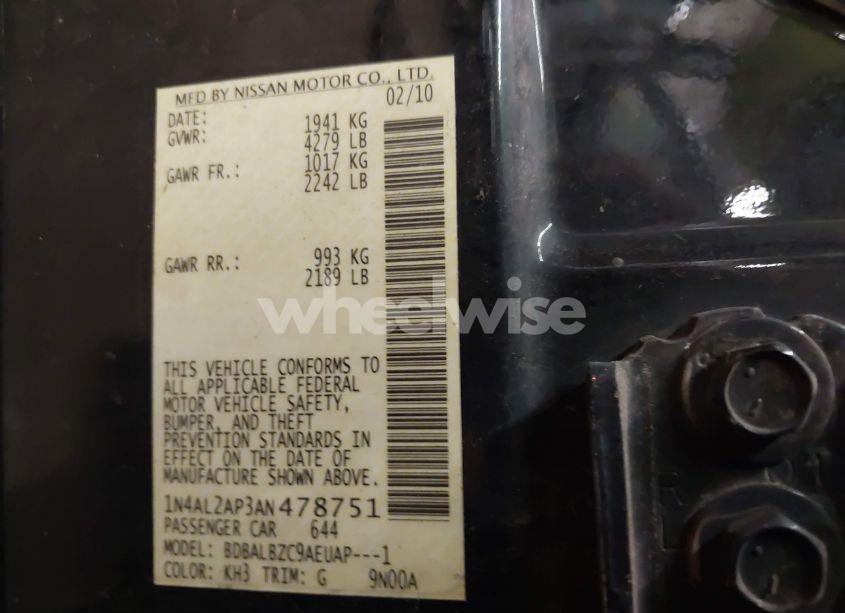 MFD BY NISSAN MOTOR CO., LTD.
DATE: 02/10
GVWR: 1941 KG
4279 LB
GAWR FR.: 1017 KG
2242 LB
GAWR RR.: 993 KG
2189 LB
wheelwise
THIS VEHICLE CONFORMS TO
ALL APPLICABLE FEDERAL
MOTOR VEHICLE SAFETY,
BUMPER, AND THEFT
PREVENTION STANDARDS IN
EFFECT ON THE DATE OF
MANUFACTURE SHOWN ABOVE.
1N4AL2AP3AN478751
PASSENGER CAR 644
MODEL: BDBALBZC9AEUAP---1
COLOR: KH3 TRIM: G 9N00A
R
L